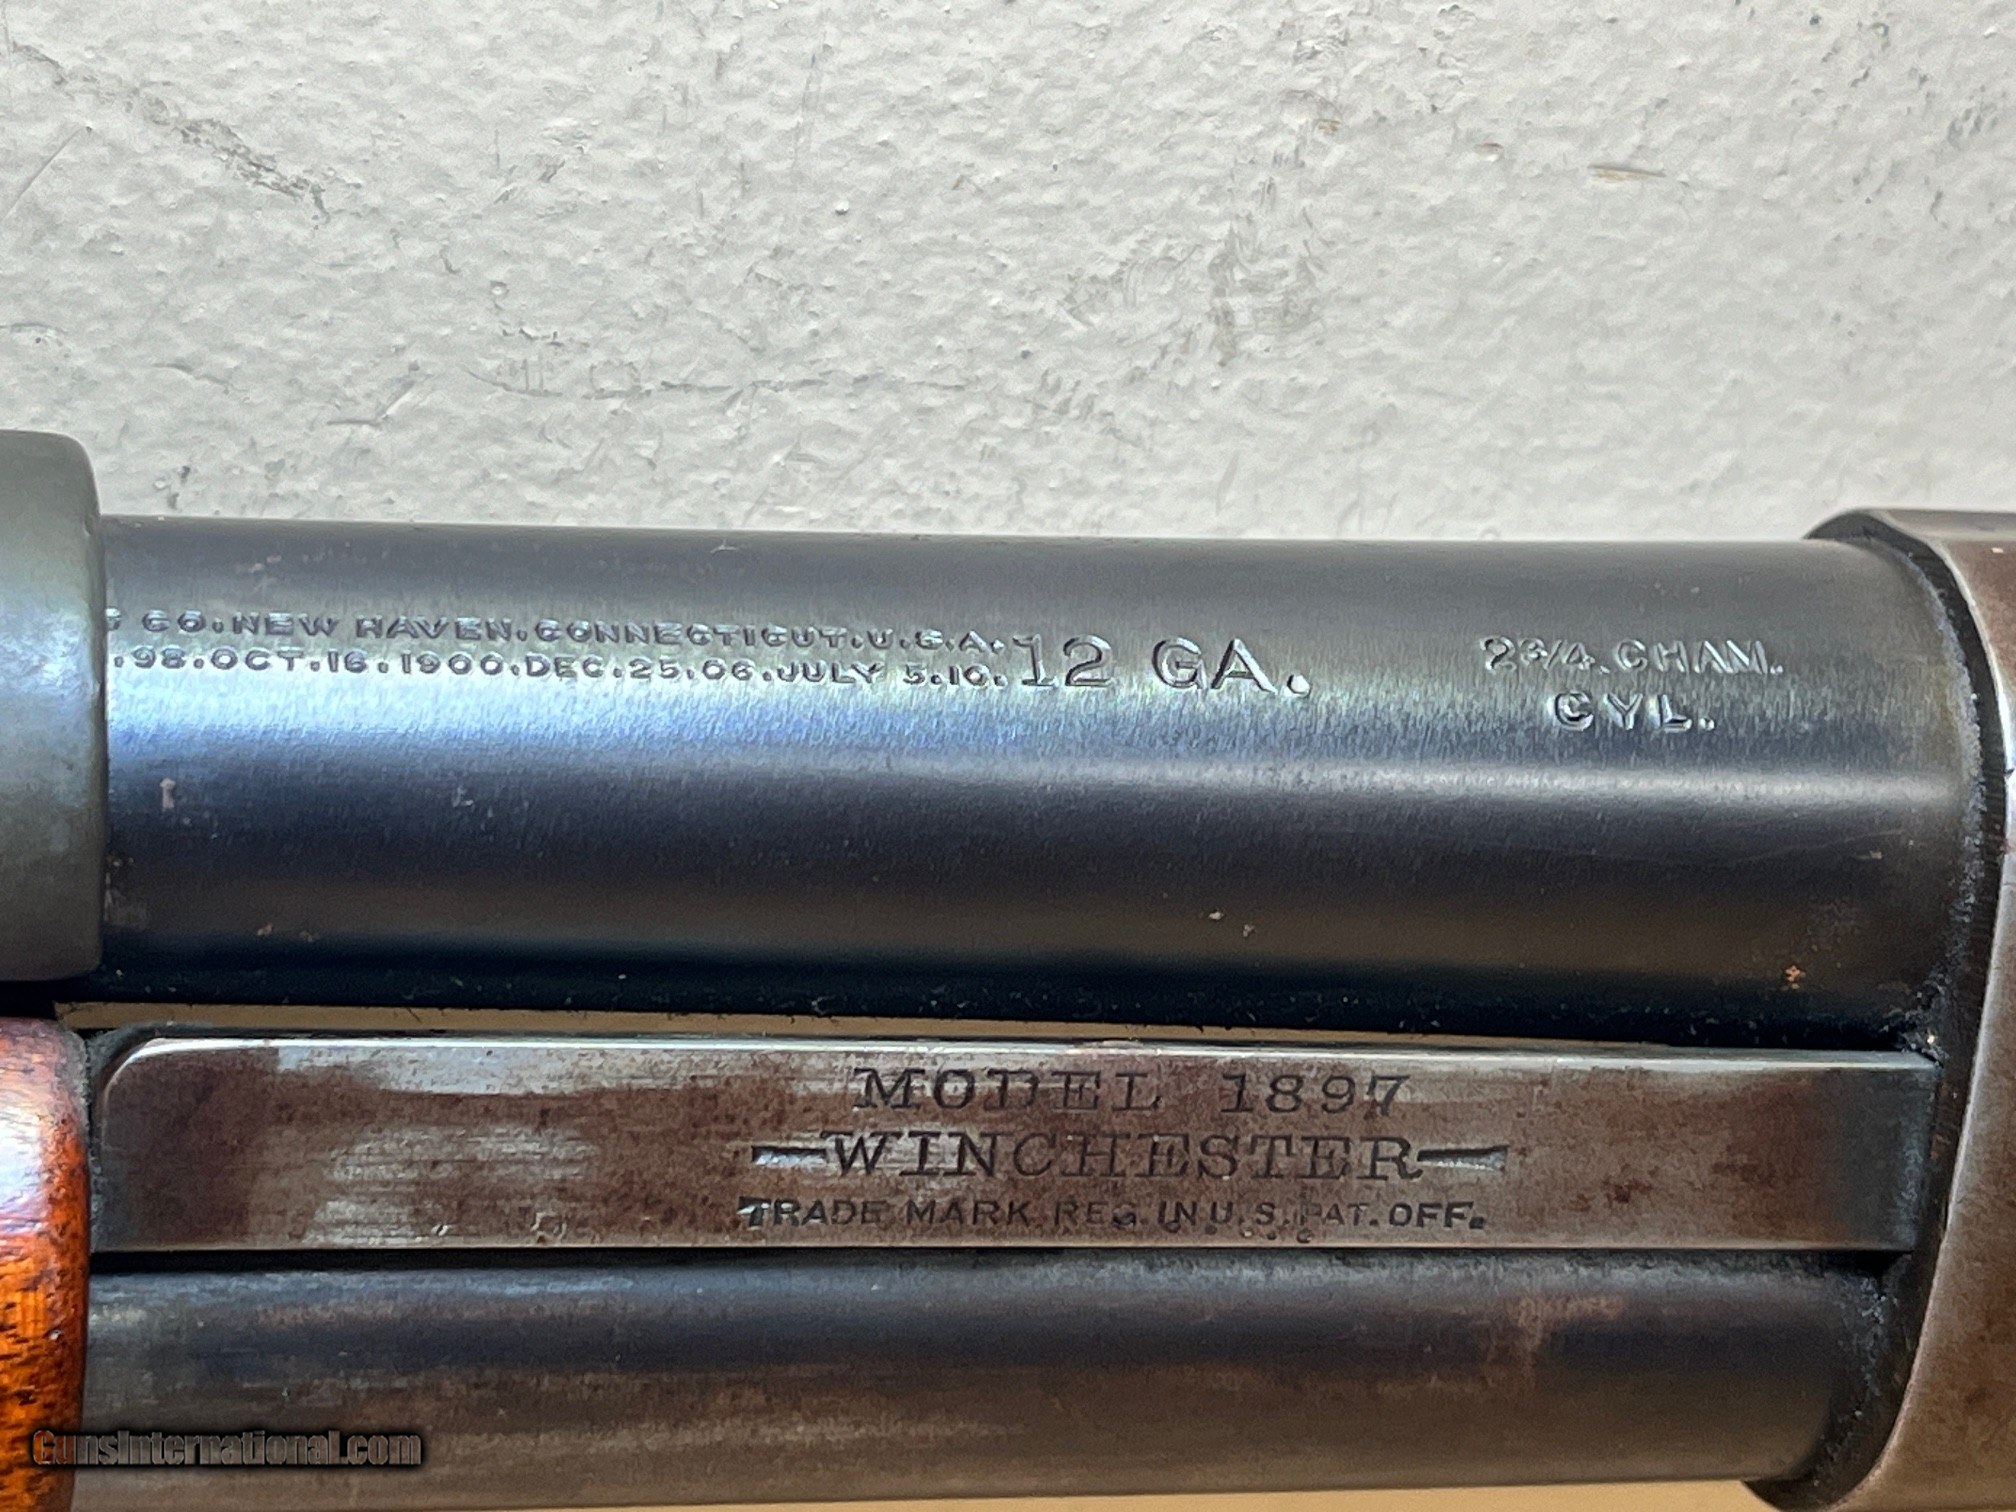 CO. NEW HAVEN. CONNECTICUT. U.S.A.
.98. OCT. 16. 1900. DEC. 25. 06. JULY 5. 10. 12 GA.
2 3/4. CHAM.
CYL.
MODEL 1897
—WINCHESTER—
TRADE MARK REG. IN U.S. PAT. OFF.
GunsInternational.com